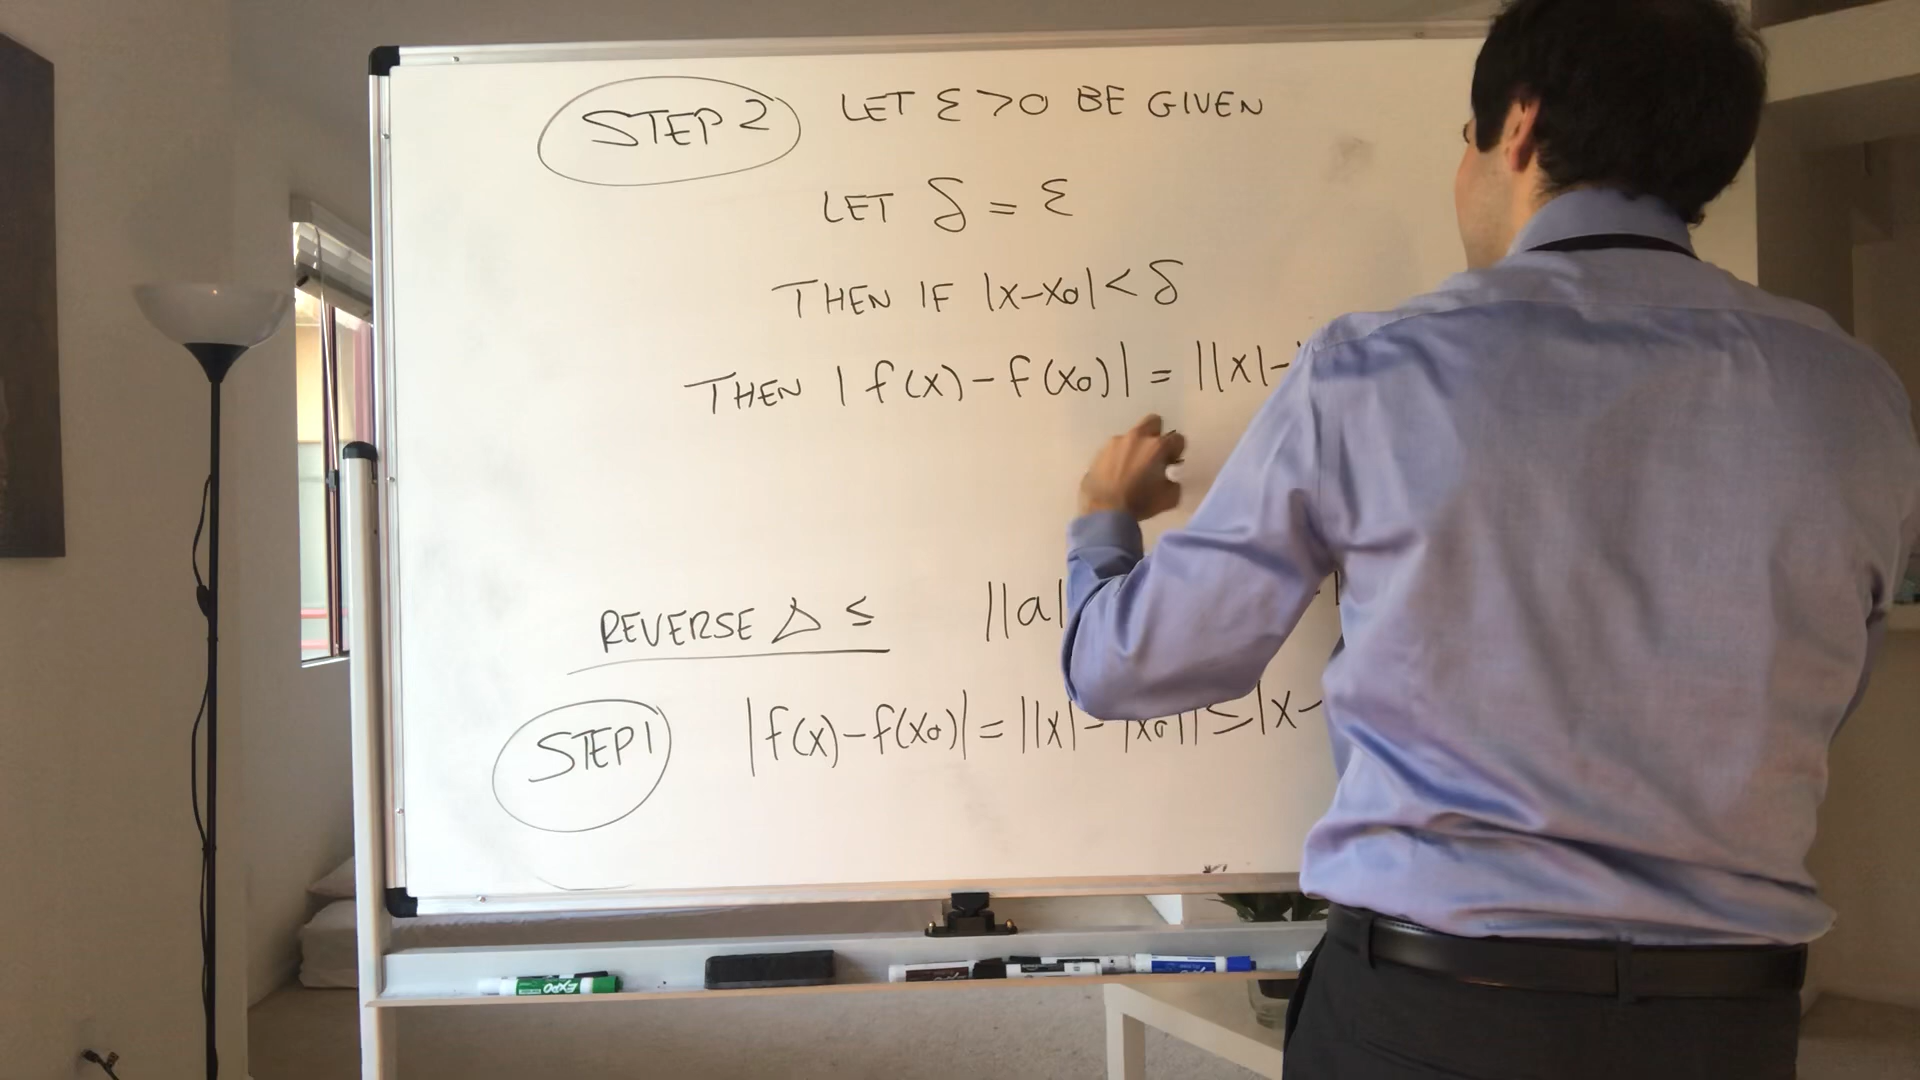 STEP 2 LET ε > 0 BE GIVEN
LET δ = ε
THEN IF |x-x₀| < δ
THEN |f(x) - f(x₀)| = ||x| -
REVERSE Δ ≤ ||a|
STEP 1 |f(x)-f(x₀)| = ||x| - |x₀|| ≤ |x-
EXPO